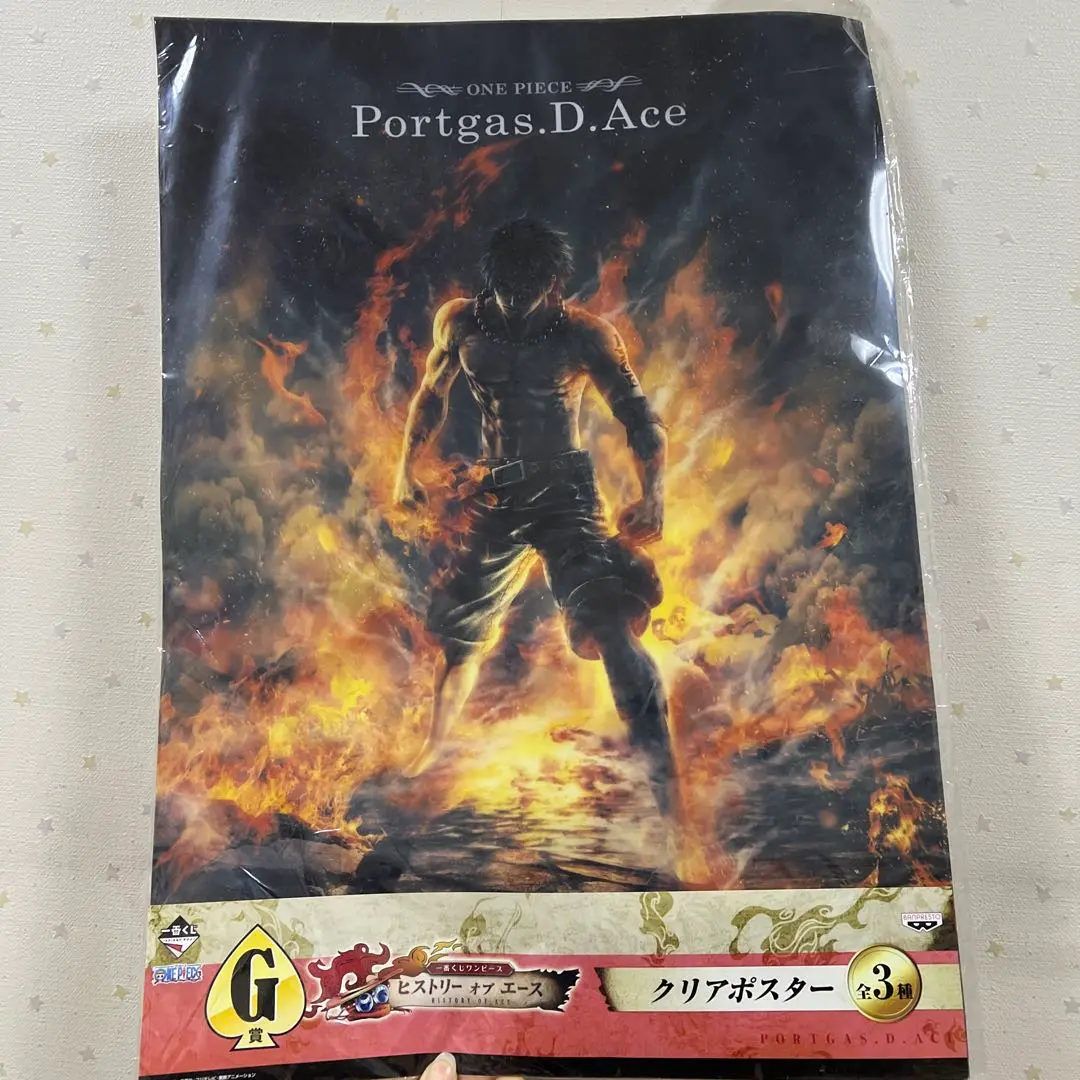 ONE PIECE
Portgas.D.Ace
一番くじ
ONE PIECE
G
賞
一番くじワンピース
ヒストリー オブ エース
HISTORY OF ACE
クリアポスター
全3種
BANPRESTO
PORTGAS.D.ACE